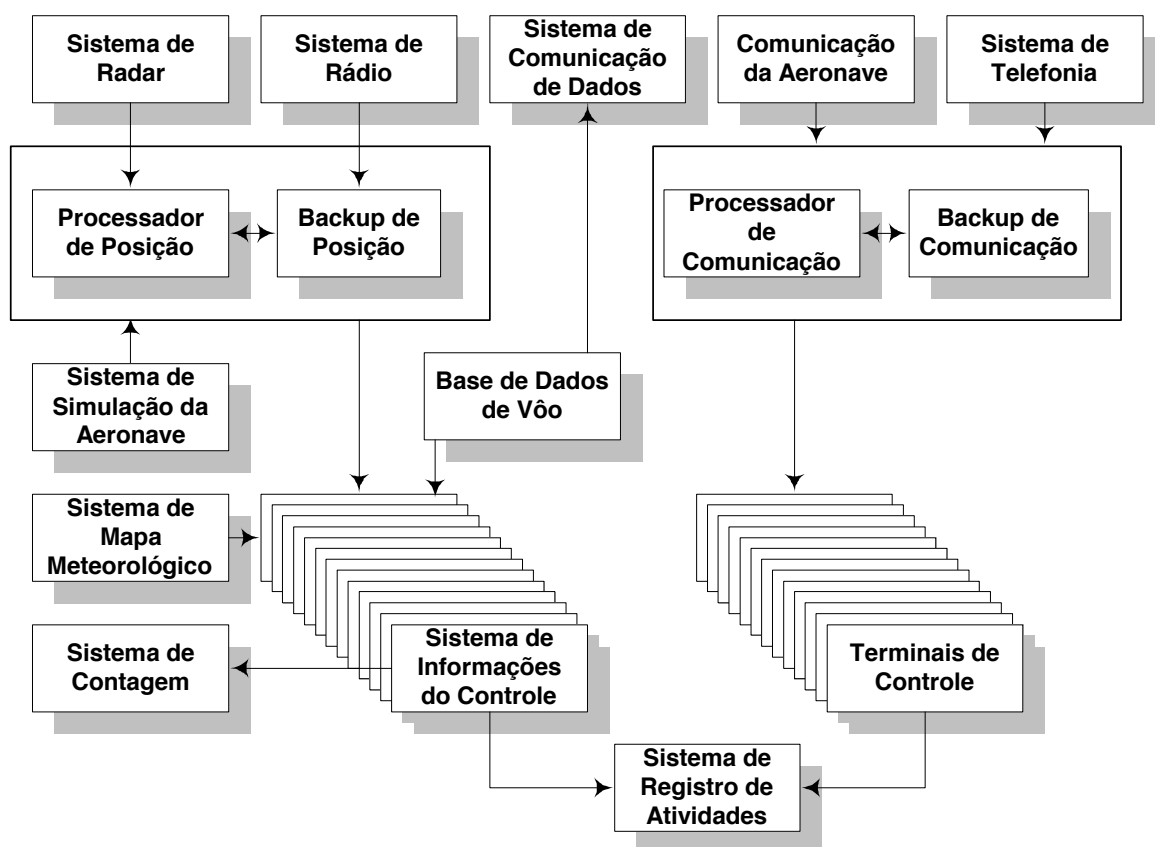 Sistema de
Radar
Sistema de
Rádio
Sistema de
Comunicação
de Dados
Comunicação
da Aeronave
Sistema de
Telefonia
Processador
de Posição
Backup de
Posição
Processador
de
Comunicação
Backup de
Comunicação
Sistema de
Simulação da
Aeronave
Base de Dados
de Vôo
Sistema de
Mapa
Meteorológico
Sistema de
Contagem
Sistema de
Informações
do Controle
Terminais de
Controle
Sistema de
Registro de
Atividades